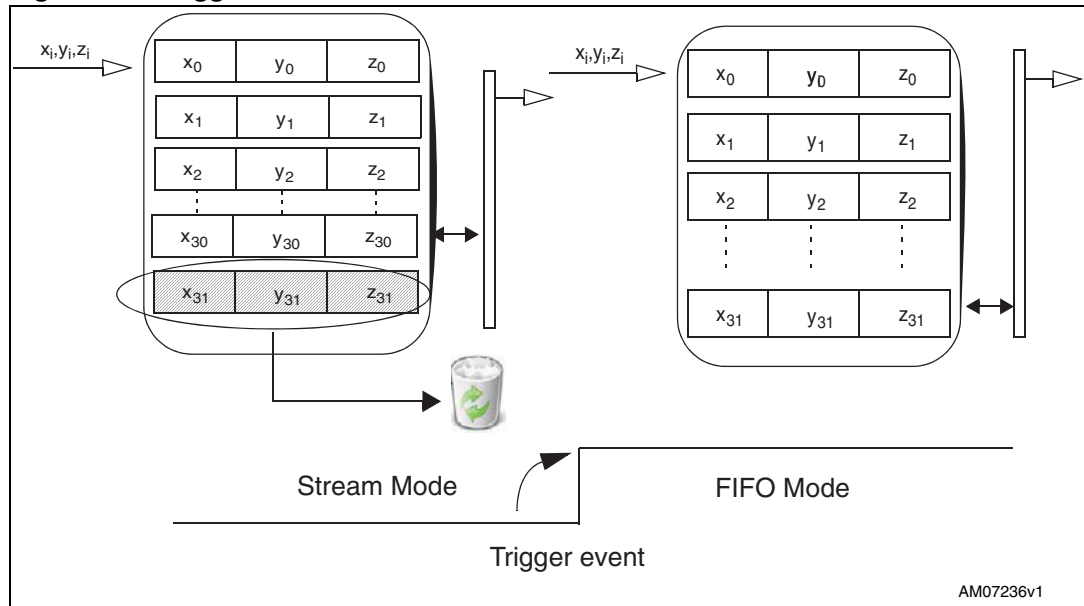 xᵢ,yᵢ,zᵢ
x₀ y₀ z₀
x₁ y₁ z₁
x₂ y₂ z₂
x₃₀ y₃₀ z₃₀
x₃₁ y₃₁ z₃₁
xᵢ,yᵢ,zᵢ
x₀ z₀
x₁ y₁ z₁
x₂ y₂ z₂
x₃₁ y₃₁ z₃₁
Stream Mode
FIFO Mode
Trigger event
AM07236v1